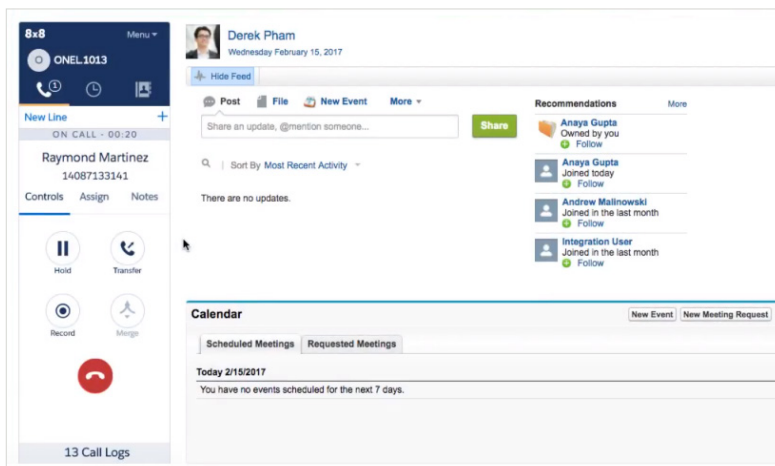 8x8
Menu
O ONEL1013
1
New Line +
ON CALL - 00:20
Raymond Martinez
14087133141
Controls Assign Notes
Hold Transfer
Record Merge
13 Call Logs
Derek Pham
Wednesday February 15, 2017
Hide Feed
Post File New Event More
Share an update, @mention someone... Share
Sort By Most Recent Activity
There are no updates.
Recommendations More
Anaya Gupta
Owned by you
Follow
Anaya Gupta
Joined today
Follow
Andrew Malinowski
Joined in the last month
Follow
Integration User
Joined in the last month
Follow
Calendar New Event New Meeting Request
Scheduled Meetings Requested Meetings
Today 2/15/2017
You have no events scheduled for the next 7 days.